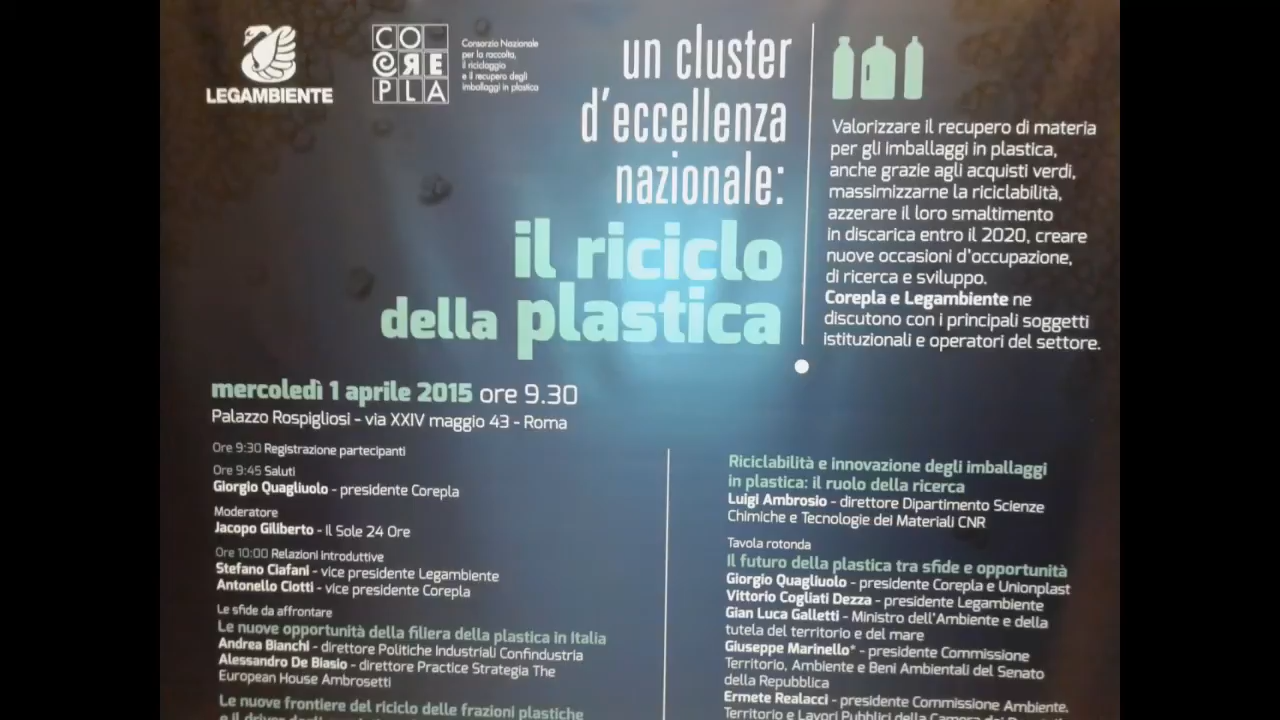 LEGAMBIENTE
CO
RE
PLA
Consorzio Nazionale
per la raccolta,
il riciclaggio
e il recupero degli
imballaggi in plastica
un cluster
d'eccellenza
nazionale:
il riciclo
della plastica
Valorizzare il recupero di materia
per gli imballaggi in plastica,
anche grazie agli acquisti verdi,
massimizzarne la riciclabilità,
azzerare il loro smaltimento
in discarica entro il 2020, creare
nuove occasioni d'occupazione,
di ricerca e sviluppo.
Corepla e Legambiente ne
discutono con i principali soggetti
istituzionali e operatori del settore.
mercoledì 1 aprile 2015 ore 9.30
Palazzo Rospigliosi - via XXIV maggio 43 - Roma
Ore 9:30 Registrazione partecipanti
Ore 9:45 Saluti
Giorgio Quagliuolo - presidente Corepla
Moderatore
Jacopo Giliberto - Il Sole 24 Ore
Ore 10:00 Relazioni Introduttive
Stefano Ciafani - vice presidente Legambiente
Antonello Ciotti - vice presidente Corepla
Le sfide da affrontare
Le nuove opportunità della filiera della plastica in Italia
Andrea Bianchi - direttore Politiche Industriali Confindustria
Alessandro De Biasio - direttore Practice Strategia The
European House Ambrosetti
Le nuove frontiere del riciclo delle frazioni plastiche
Riciclabilità e innovazione degli imballaggi
in plastica: il ruolo della ricerca
Luigi Ambrosio - direttore Dipartimento Scienze
Chimiche e Tecnologie dei Materiali CNR
Tavola rotonda
Il futuro della plastica tra sfide e opportunità
Giorgio Quagliuolo - presidente Corepla e Unionplast
Vittorio Cogliati Dezza - presidente Legambiente
Gian Luca Galletti - Ministro dell'Ambiente e della
tutela del territorio e del mare
Giuseppe Marinello* - presidente Commissione
Territorio, Ambiente e Beni Ambientali del Senato
della Repubblica
Ermete Realacci - presidente Commissione Ambiente,
Territorio e Lavori Pubblici della Camera